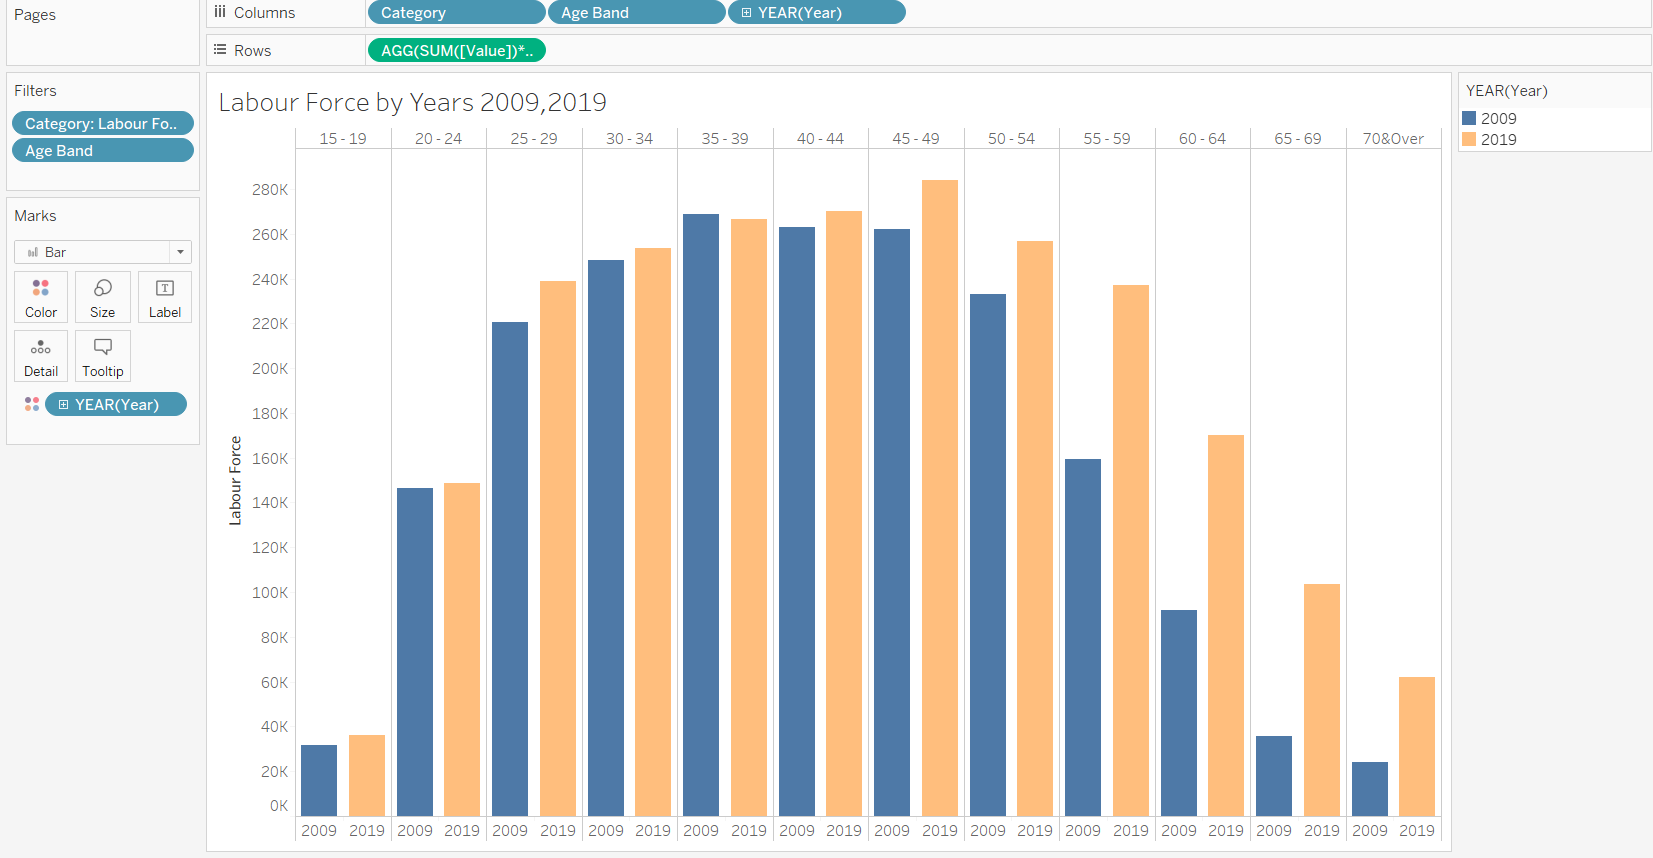 Pages
Columns Category Age Band YEAR(Year)
Rows AGG(SUM([Value])*..
Filters
Category: Labour Fo..
Age Band
Marks
Bar
Color Size Label
Detail Tooltip
YEAR(Year)
Labour Force by Years 2009,2019
15 - 19 20 - 24 25 - 29 30 - 34 35 - 39 40 - 44 45 - 49 50 - 54 55 - 59 60 - 64 65 - 69 70&Over
Labour Force
280K
260K
240K
220K
200K
180K
160K
140K
120K
100K
80K
60K
40K
20K
0K
2009 2019 2009 2019 2009 2019 2009 2019 2009 2019 2009 2019 2009 2019 2009 2019 2009 2019 2009 2019 2009 2019 2009 2019
YEAR(Year)
2009
2019